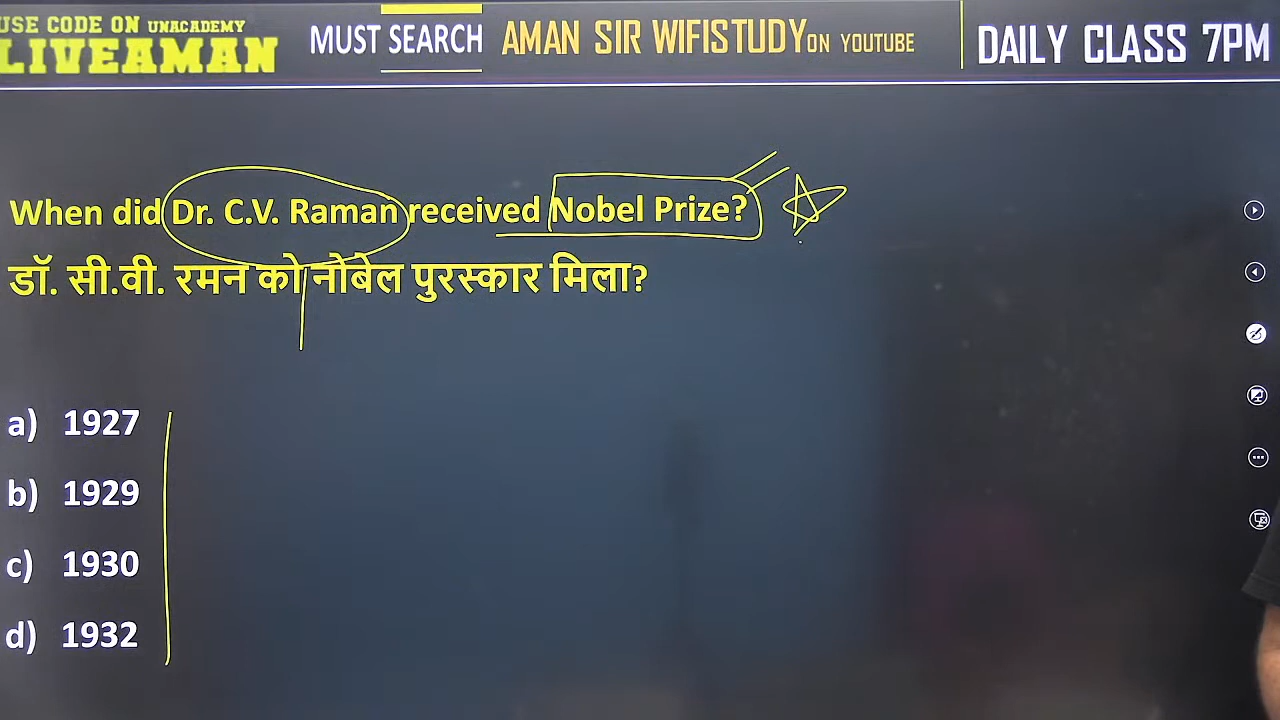 USE CODE ON UNACADEMY
LIVEAMAN
MUST SEARCH
AMAN SIR WIFISTUDY ON YOUTUBE
DAILY CLASS 7PM
When did Dr. C.V. Raman received Nobel Prize?
डॉ. सी.वी. रमन को नोबेल पुरस्कार मिला?
a) 1927
b) 1929
c) 1930
d) 1932